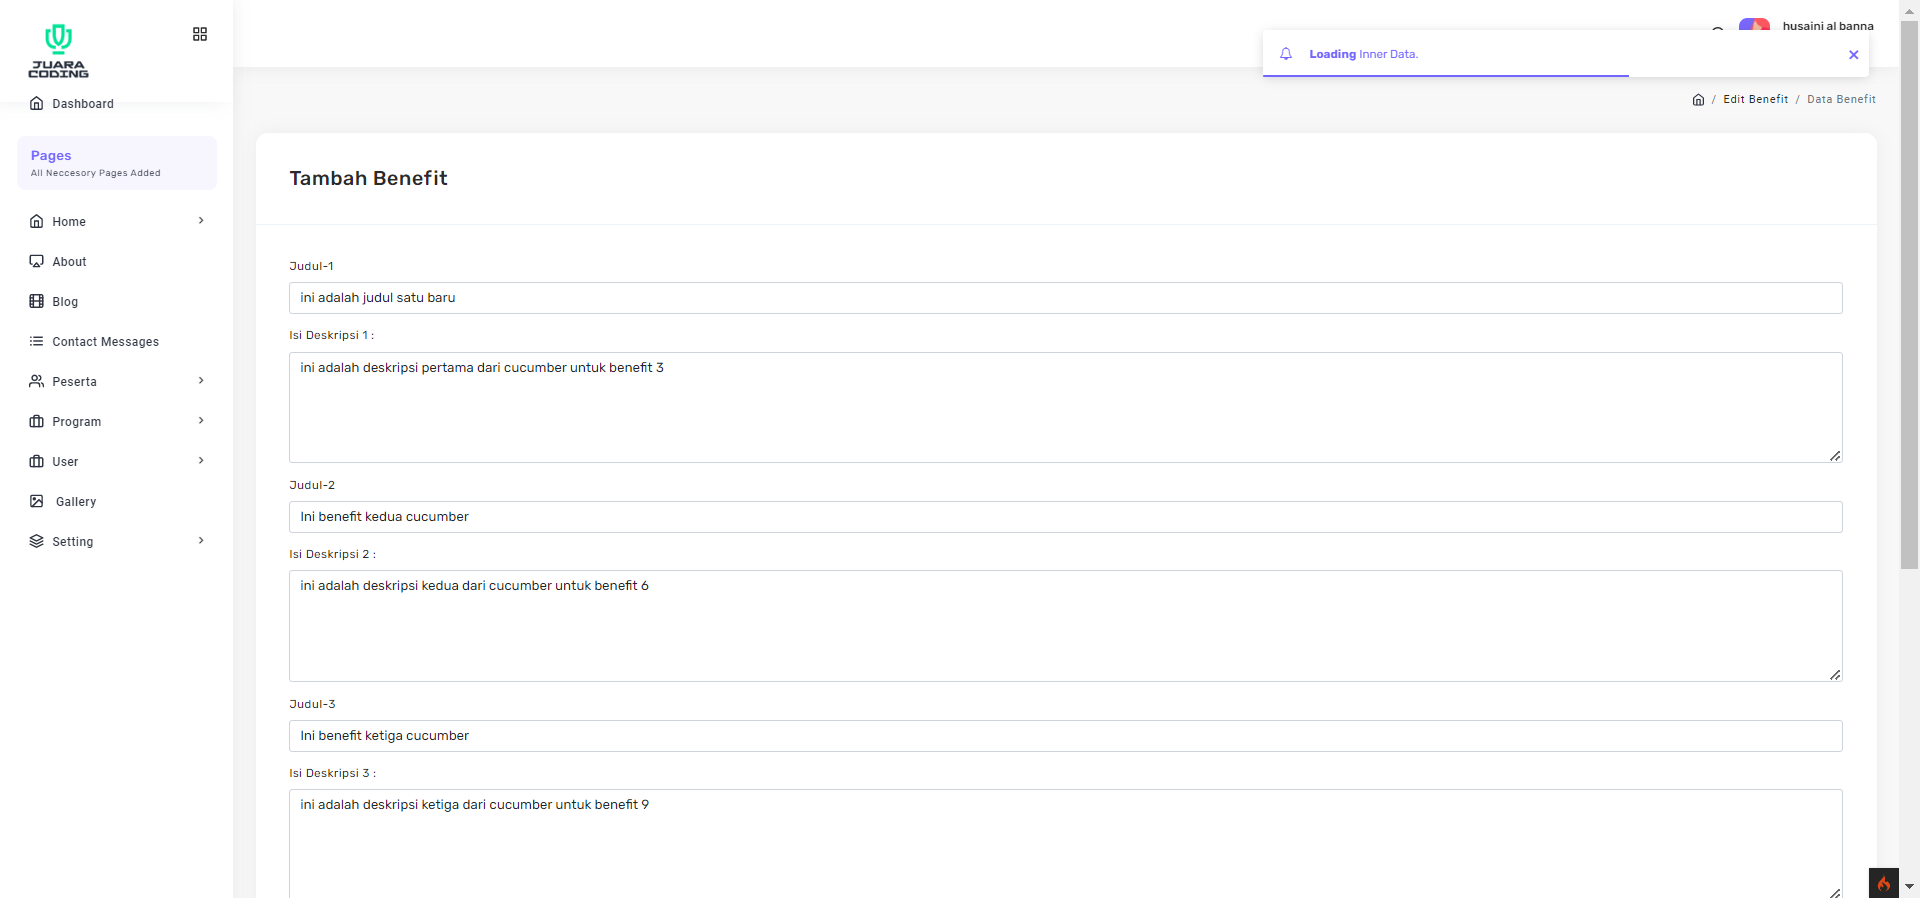 JUARA
CODING
husaini al banna
Loading Inner Data.
Dashboard
/ Edit Benefit / Data Benefit
Pages
All Neccesory Pages Added
Home
About
Blog
Contact Messages
Peserta
Program
User
Gallery
Setting
Tambah Benefit
Judul-1
ini adalah judul satu baru
Isi Deskripsi 1 :
ini adalah deskripsi pertama dari cucumber untuk benefit 3
Judul-2
Ini benefit kedua cucumber
Isi Deskripsi 2 :
ini adalah deskripsi kedua dari cucumber untuk benefit 6
Judul-3
Ini benefit ketiga cucumber
Isi Deskripsi 3 :
ini adalah deskripsi ketiga dari cucumber untuk benefit 9